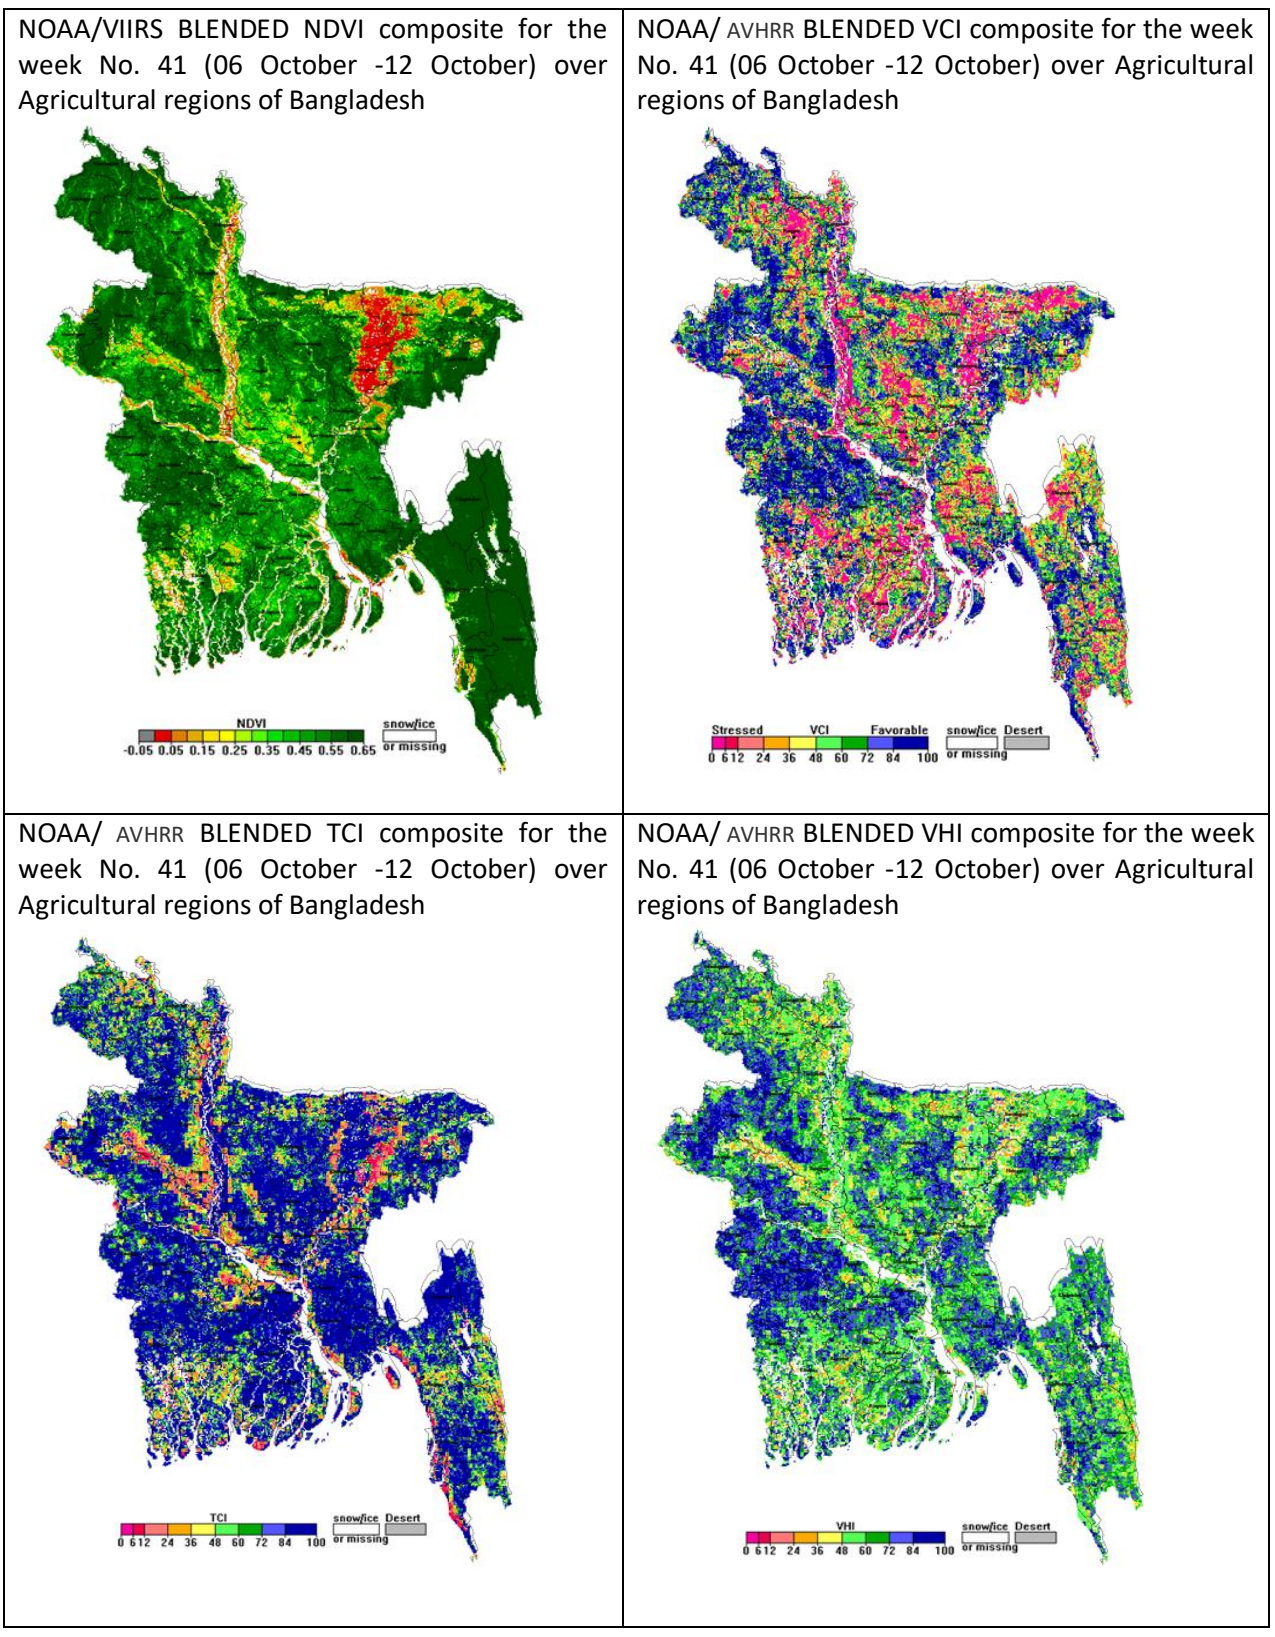 NOAA/VIIRS BLENDED NDVI composite for the
week No. 41 (06 October -12 October) over
Agricultural regions of Bangladesh
NDVI
snow/ice
-0.05 0.05 0.15 0.25 0.35 0.45 0.55 0.65
or missing
NOAA/ AVHRR BLENDED VCI composite for the week
No. 41 (06 October -12 October) over Agricultural
regions of Bangladesh
Stressed VCI Favorable
snow/ice Desert
0 6 12 24 36 48 60 72 84 100
or missing
NOAA/ AVHRR BLENDED TCI composite for the
week No. 41 (06 October -12 October) over
Agricultural regions of Bangladesh
TCI
snow/ice Desert
0 6 12 24 36 48 60 72 84 100
or missing
NOAA/ AVHRR BLENDED VHI composite for the week
No. 41 (06 October -12 October) over Agricultural
regions of Bangladesh
VHI
snow/ice Desert
0 6 12 24 36 48 60 72 84 100
or missing